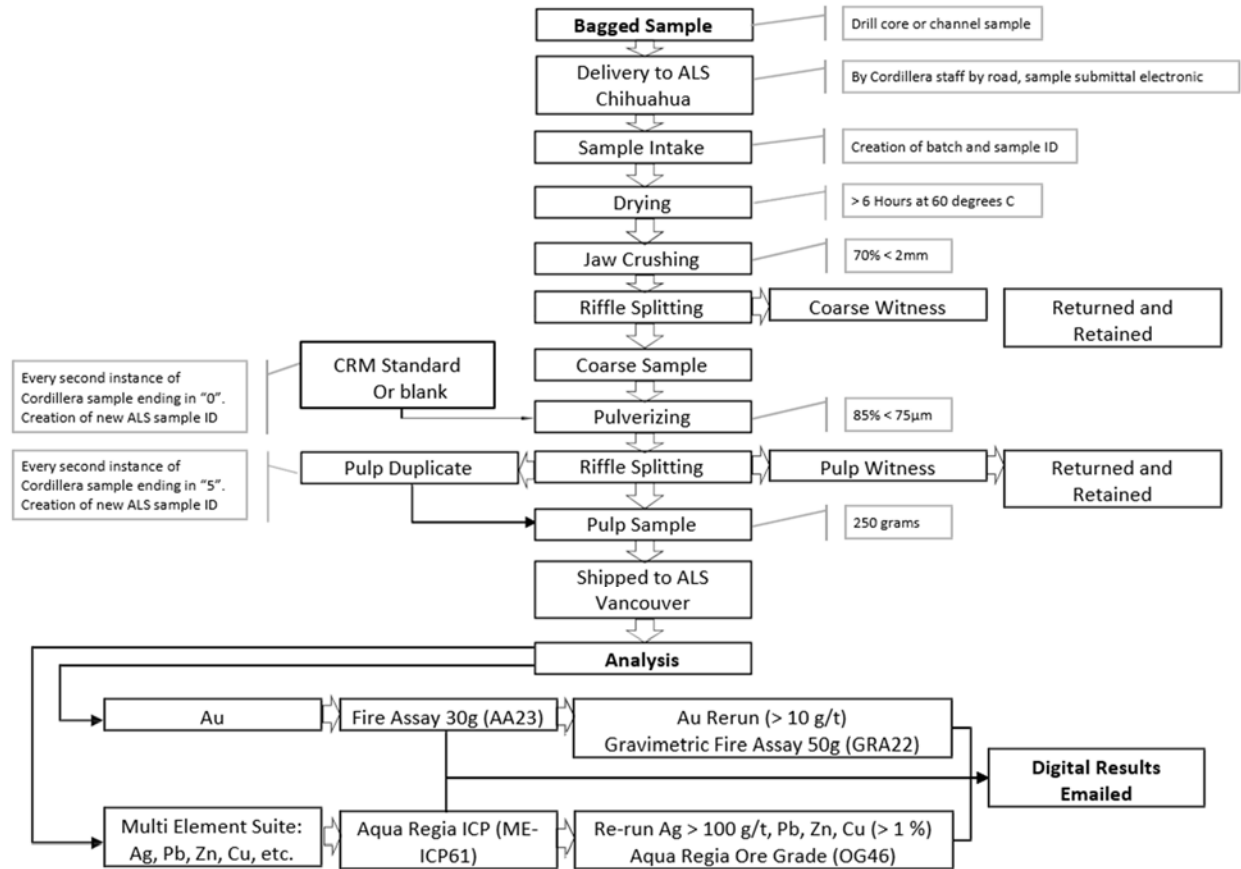 Bagged Sample
Drill core or channel sample
Delivery to ALS
Chihuahua
By Cordillera staff by road, sample submittal electronic
Sample Intake
Creation of batch and sample ID
Drying
> 6 Hours at 60 degrees C
Jaw Crushing
70% < 2mm
Riffle Splitting
Coarse Witness
Returned and
Retained
Coarse Sample
CRM Standard
Or blank
Every second instance of
Cordillera sample ending in "0".
Creation of new ALS sample ID
Pulverizing
85% < 75µm
Every second instance of
Cordillera sample ending in "5".
Creation of new ALS sample ID
Pulp Duplicate
Riffle Splitting
Pulp Witness
Returned and
Retained
Pulp Sample
250 grams
Shipped to ALS
Vancouver
Analysis
Au
Fire Assay 30g (AA23)
Au Rerun (> 10 g/t)
Gravimetric Fire Assay 50g (GRA22)
Digital Results
Emailed
Multi Element Suite:
Ag, Pb, Zn, Cu, etc.
Aqua Regia ICP (ME-
ICP61)
Re-run Ag > 100 g/t, Pb, Zn, Cu (> 1 %)
Aqua Regia Ore Grade (OG46)